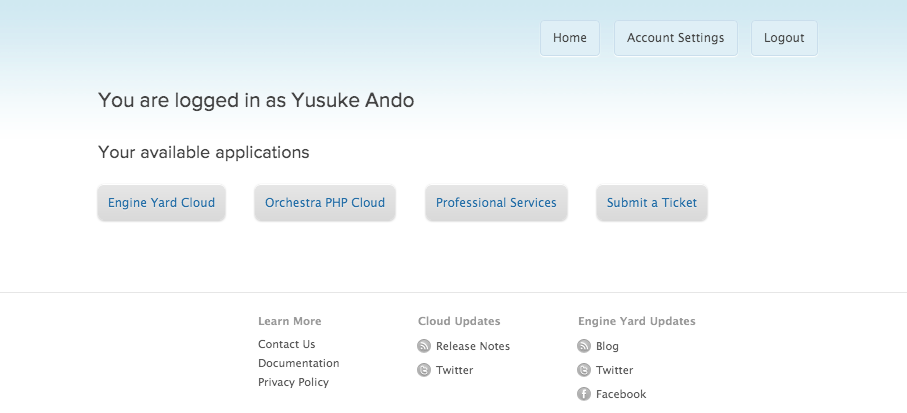 Home Account Settings Logout
You are logged in as Yusuke Ando
Your available applications
Engine Yard Cloud Orchestra PHP Cloud Professional Services Submit a Ticket
Learn More
Contact Us
Documentation
Privacy Policy
Cloud Updates
Release Notes
Twitter
Engine Yard Updates
Blog
Twitter
Facebook